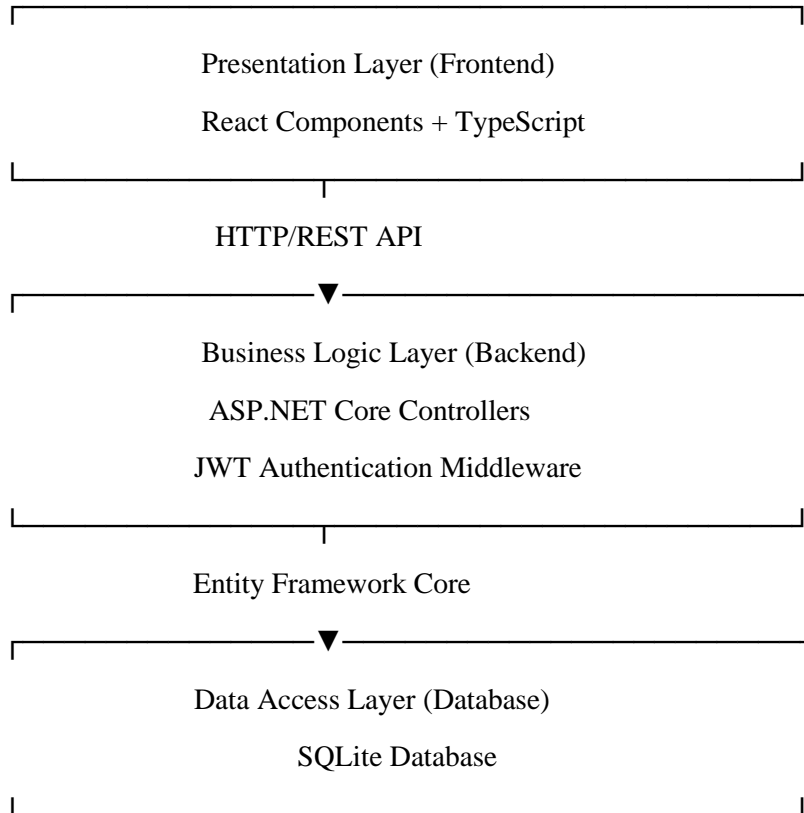 Presentation Layer (Frontend)
React Components + TypeScript
HTTP/REST API
Business Logic Layer (Backend)
ASP.NET Core Controllers
JWT Authentication Middleware
Entity Framework Core
Data Access Layer (Database)
SQLite Database